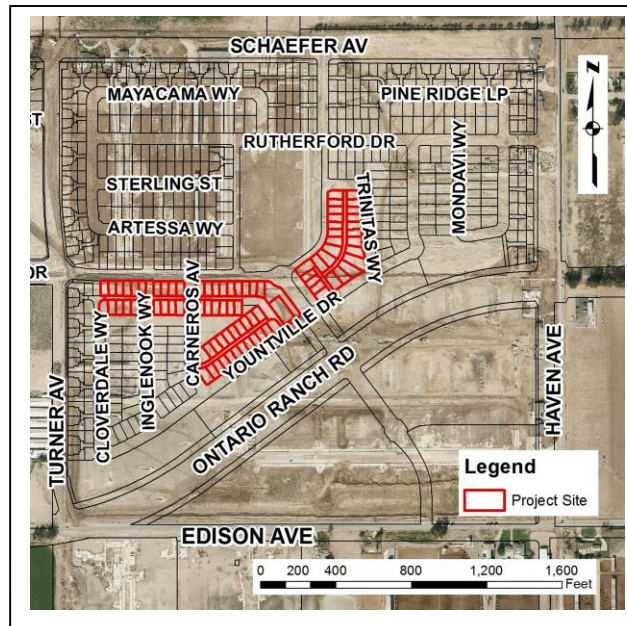 SCHAEFER AV
MAYACAMA WY
PINE RIDGE LP
ST
RUTHERFORD DR
STERLING ST
TRINITAS WY
MONDAVI WY
ARTESSA WY
DR
CARNEROS AV
YOUNTVILLE DR
CLOVERDALE WY
INGLENOOK WY
TURNER AV
ONTARIO RANCH RD
HAVEN AVE
Legend
Project Site
EDISON AVE
0 200 400 800 1,200 1,600
Feet
N